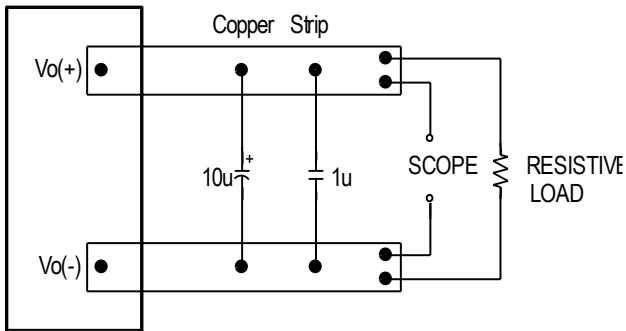 Copper Strip
Vo(+)
+
10u
1u
SCOPE
RESISTIVE
LOAD
Vo(-)